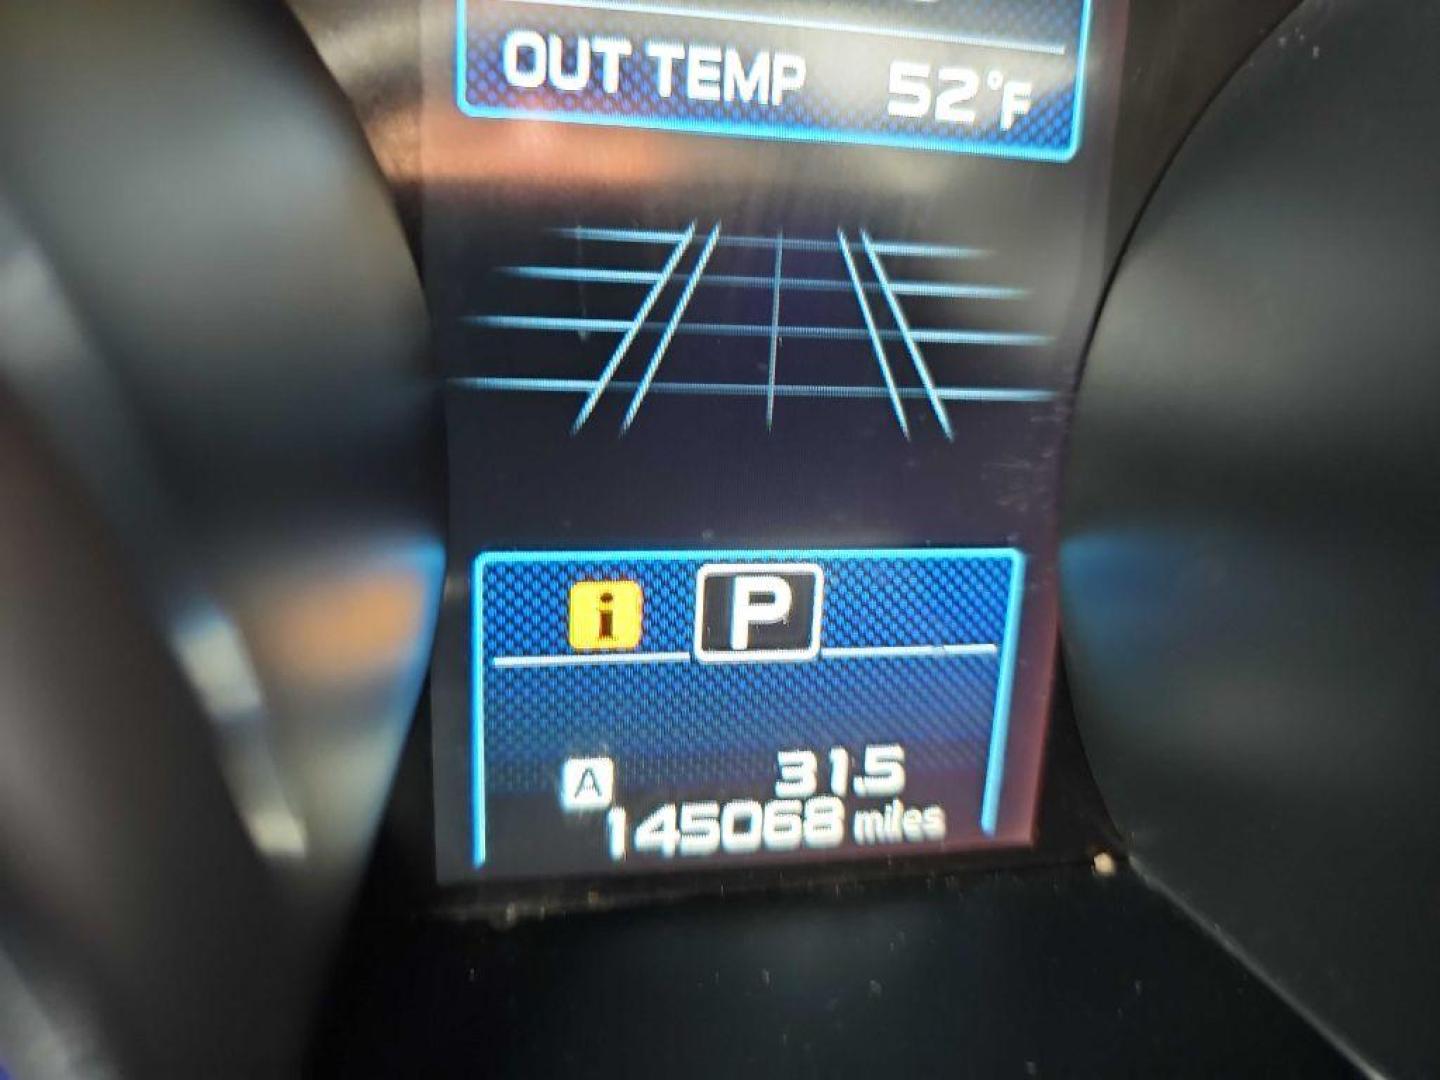 OUT TEMP 52°F
i P
A 31.5
145068 miles